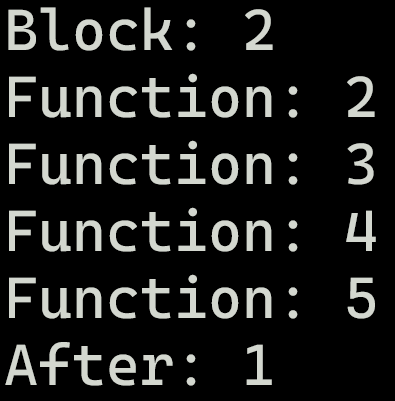 Block: 2
Function: 2
Function: 3
Function: 4
Function: 5
After: 1